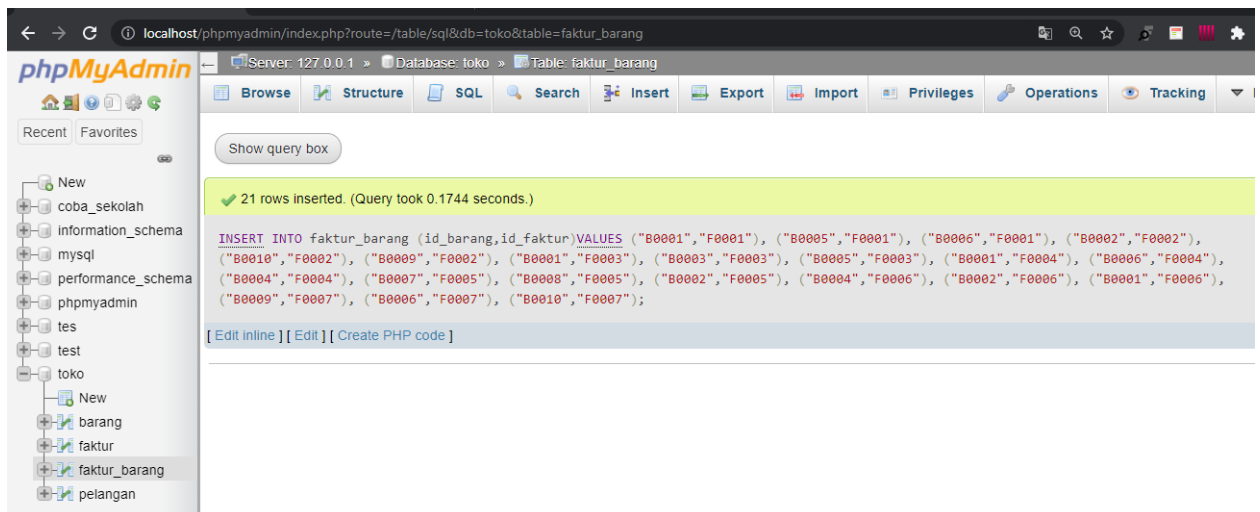 localhost/phpmyadmin/index.php?route=/table/sql&db=toko&table=faktur_barang
phpMyAdmin
Server: 127.0.0.1 » Database: toko » Table: faktur_barang
Browse Structure SQL Search Insert Export Import Privileges Operations Tracking
Recent Favorites
Show query box
New
coba_sekolah
information_schema
mysql
performance_schema
phpmyadmin
tes
test
toko
New
barang
faktur
faktur_barang
pelangan
21 rows inserted. (Query took 0.1744 seconds.)
INSERT INTO faktur_barang (id_barang,id_faktur)VALUES ("B0001","F0001"), ("B0005","F0001"), ("B0006","F0001"), ("B0002","F0002"),
("B0010","F0002"), ("B0009","F0002"), ("B0001","F0003"), ("B0003","F0003"), ("B0005","F0003"), ("B0001","F0004"), ("B0006","F0004"),
("B0004","F0004"), ("B0007","F0005"), ("B0008","F0005"), ("B0002","F0005"), ("B0004","F0006"), ("B0002","F0006"), ("B0001","F0006"),
("B0009","F0007"), ("B0006","F0007"), ("B0010","F0007");
[ Edit inline ] [ Edit ] [ Create PHP code ]